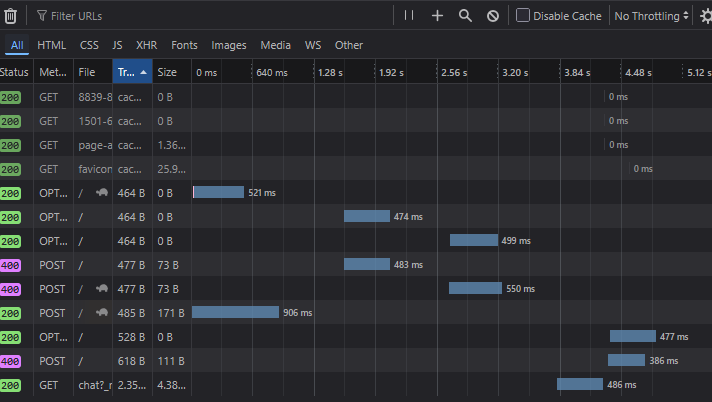 Filter URLs Disable Cache No Throttling
All HTML CSS JS XHR Fonts Images Media WS Other
Status Met... File Tr... Size 0 ms 640 ms 1.28 s 1.92 s 2.56 s 3.20 s 3.84 s 4.48 s 5.12 s
200 GET 8839-8 cac... 0 B 0 ms
200 GET 1501-6 cac... 0 B 0 ms
200 GET page-a cac... 1.36... 0 ms
200 GET favicon cac... 25.9... 0 ms
200 OPT... / 464 B 0 B 521 ms
200 OPT... / 464 B 0 B 474 ms
200 OPT... / 464 B 0 B 499 ms
400 POST / 477 B 73 B 483 ms
400 POST / 477 B 73 B 550 ms
200 POST / 485 B 171 B 906 ms
200 OPT... / 528 B 0 B 477 ms
400 POST / 618 B 111 B 386 ms
200 GET chat?_r 2.35... 4.38... 486 ms